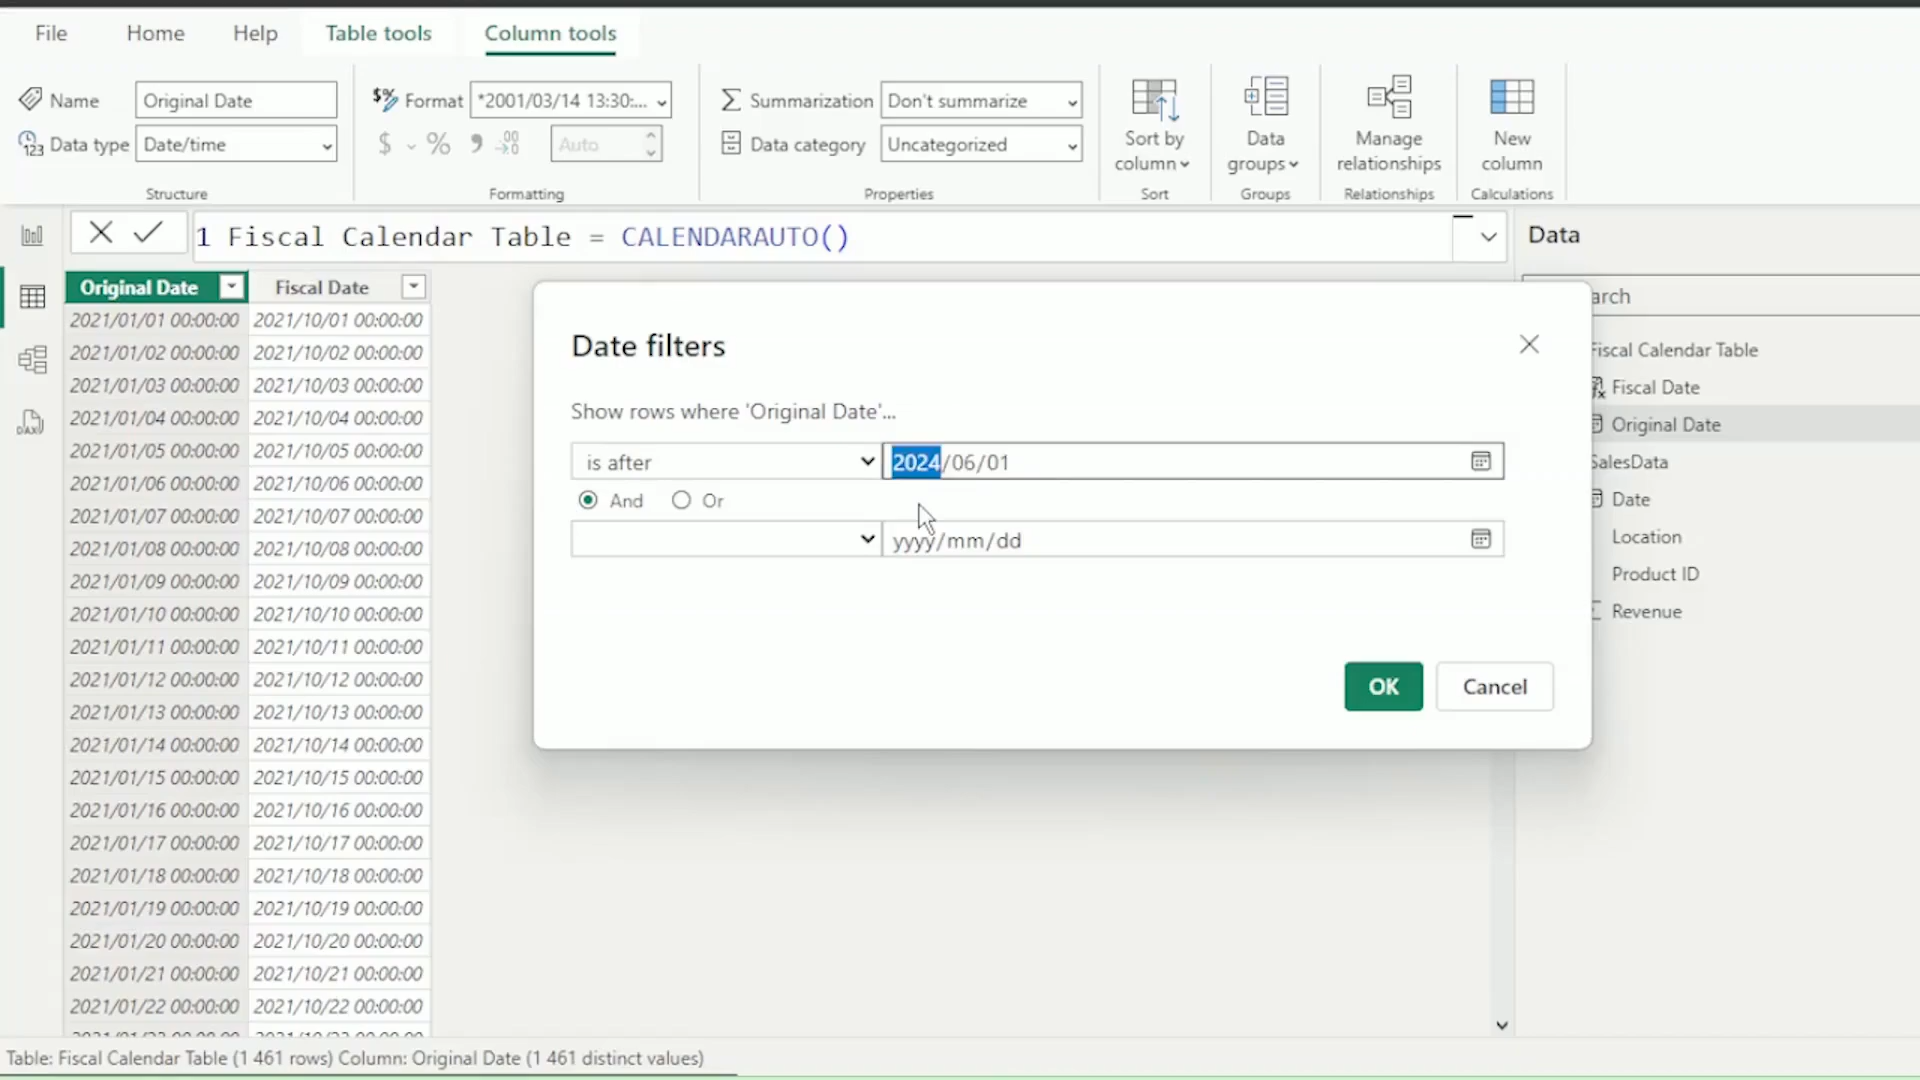 File Home Help Table tools Column tools
Name Original Date Format *2001/03/14 13:30:... Summarization Don't summarize
Data type Date/time $ % Auto Data category Uncategorized
Sort by column
Data groups
Manage relationships
New column
Structure Formatting Properties Sort Groups Relationships Calculations
1 Fiscal Calendar Table = CALENDARAUTO()
Data
Original Date Fiscal Date
2021/01/01 00:00:00 2021/10/01 00:00:00
2021/01/02 00:00:00 2021/10/02 00:00:00
2021/01/03 00:00:00 2021/10/03 00:00:00
2021/01/04 00:00:00 2021/10/04 00:00:00
2021/01/05 00:00:00 2021/10/05 00:00:00
2021/01/06 00:00:00 2021/10/06 00:00:00
2021/01/07 00:00:00 2021/10/07 00:00:00
2021/01/08 00:00:00 2021/10/08 00:00:00
2021/01/09 00:00:00 2021/10/09 00:00:00
2021/01/10 00:00:00 2021/10/10 00:00:00
2021/01/11 00:00:00 2021/10/11 00:00:00
2021/01/12 00:00:00 2021/10/12 00:00:00
2021/01/13 00:00:00 2021/10/13 00:00:00
2021/01/14 00:00:00 2021/10/14 00:00:00
2021/01/15 00:00:00 2021/10/15 00:00:00
2021/01/16 00:00:00 2021/10/16 00:00:00
2021/01/17 00:00:00 2021/10/17 00:00:00
2021/01/18 00:00:00 2021/10/18 00:00:00
2021/01/19 00:00:00 2021/10/19 00:00:00
2021/01/20 00:00:00 2021/10/20 00:00:00
2021/01/21 00:00:00 2021/10/21 00:00:00
2021/01/22 00:00:00 2021/10/22 00:00:00
Date filters
Show rows where 'Original Date'...
is after 2024/06/01
And Or
yyyy/mm/dd
OK Cancel
arch
Fiscal Calendar Table
Fiscal Date
Original Date
SalesData
Date
Location
Product ID
Revenue
Table: Fiscal Calendar Table (1 461 rows) Column: Original Date (1 461 distinct values)